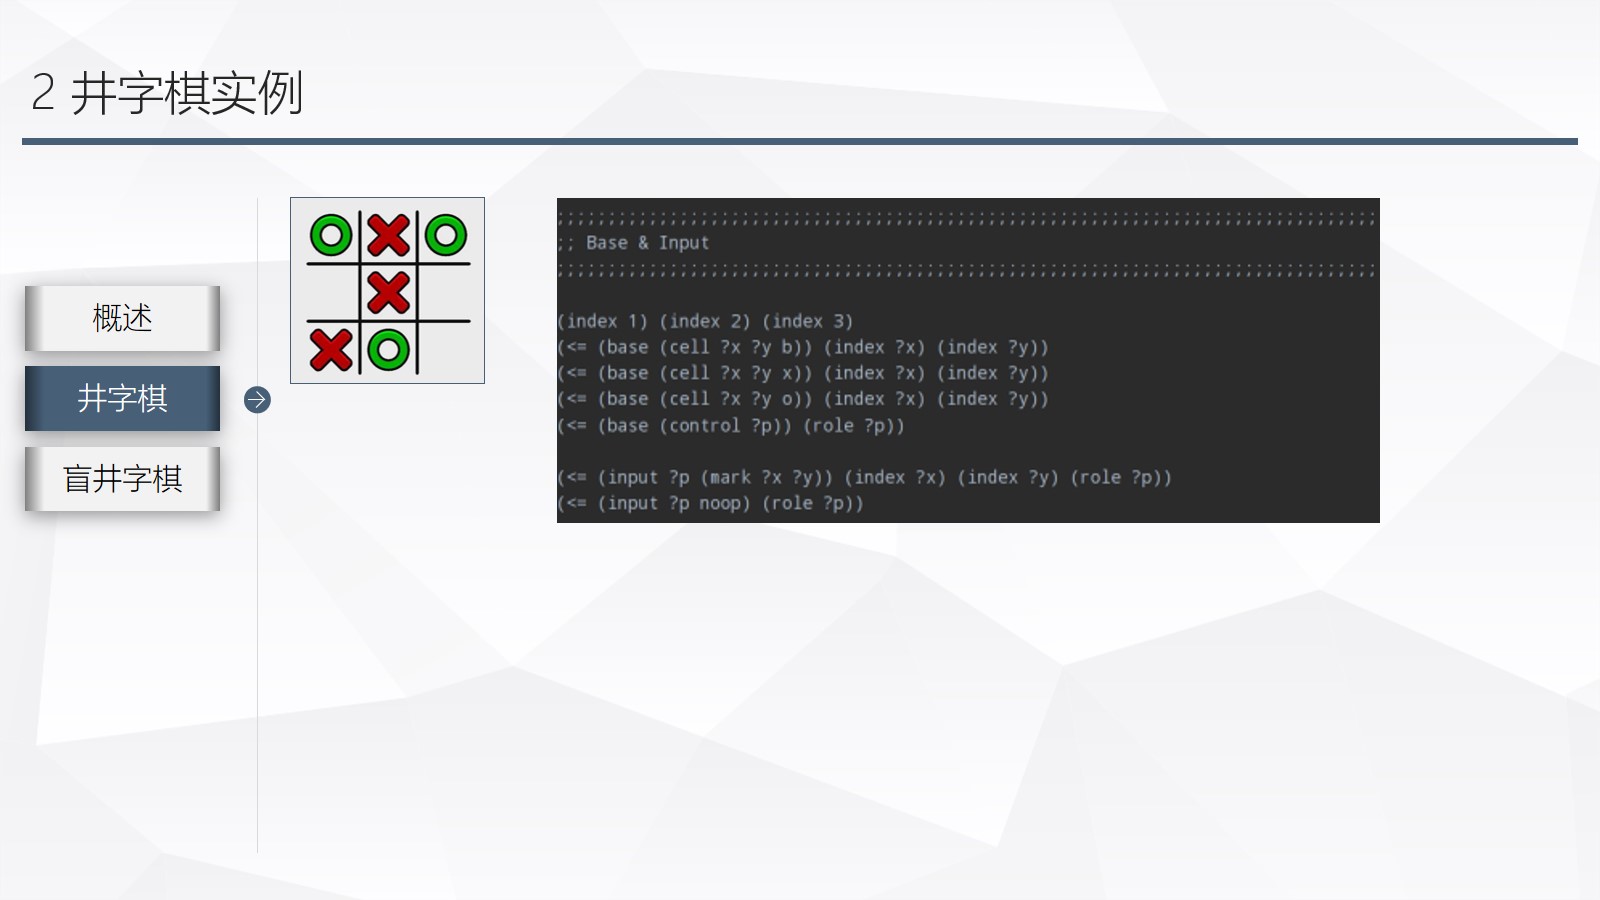 2 井字棋实例
概述
井字棋
盲井字棋
;;;;;;;;;;;;;;;;;;;;;;;;;;;;;;;;;;;;;;;;;;;;;;;;;;;;;;;;;;;;;;;;;;;;;;;;;;;;;;;;
;; Base & Input
;;;;;;;;;;;;;;;;;;;;;;;;;;;;;;;;;;;;;;;;;;;;;;;;;;;;;;;;;;;;;;;;;;;;;;;;;;;;;;;;
(index 1) (index 2) (index 3)
(<= (base (cell ?x ?y b)) (index ?x) (index ?y))
(<= (base (cell ?x ?y x)) (index ?x) (index ?y))
(<= (base (cell ?x ?y o)) (index ?x) (index ?y))
(<= (base (control ?p)) (role ?p))
(<= (input ?p (mark ?x ?y)) (index ?x) (index ?y) (role ?p))
(<= (input ?p noop) (role ?p))